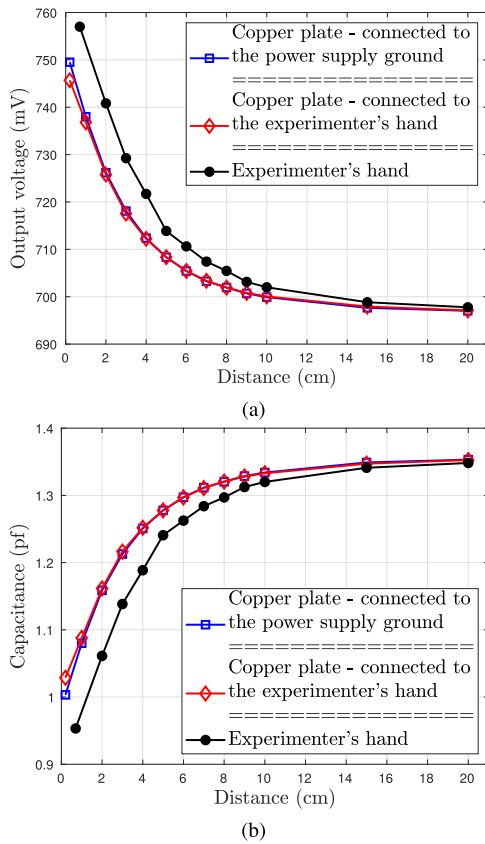 760
750
740
730
720
710
700
690
Output voltage (mV)
Copper plate - connected to
the power supply ground
==================
Copper plate - connected to
the experimenter's hand
==================
Experimenter's hand
0 2 4 6 8 10 12 14 16 18 20
Distance (cm)
(a)
1.4
1.3
1.2
1.1
1
0.9
Capacitance (pf)
Copper plate - connected to
the power supply ground
==================
Copper plate - connected to
the experimenter's hand
==================
Experimenter's hand
0 2 4 6 8 10 12 14 16 18 20
Distance (cm)
(b)